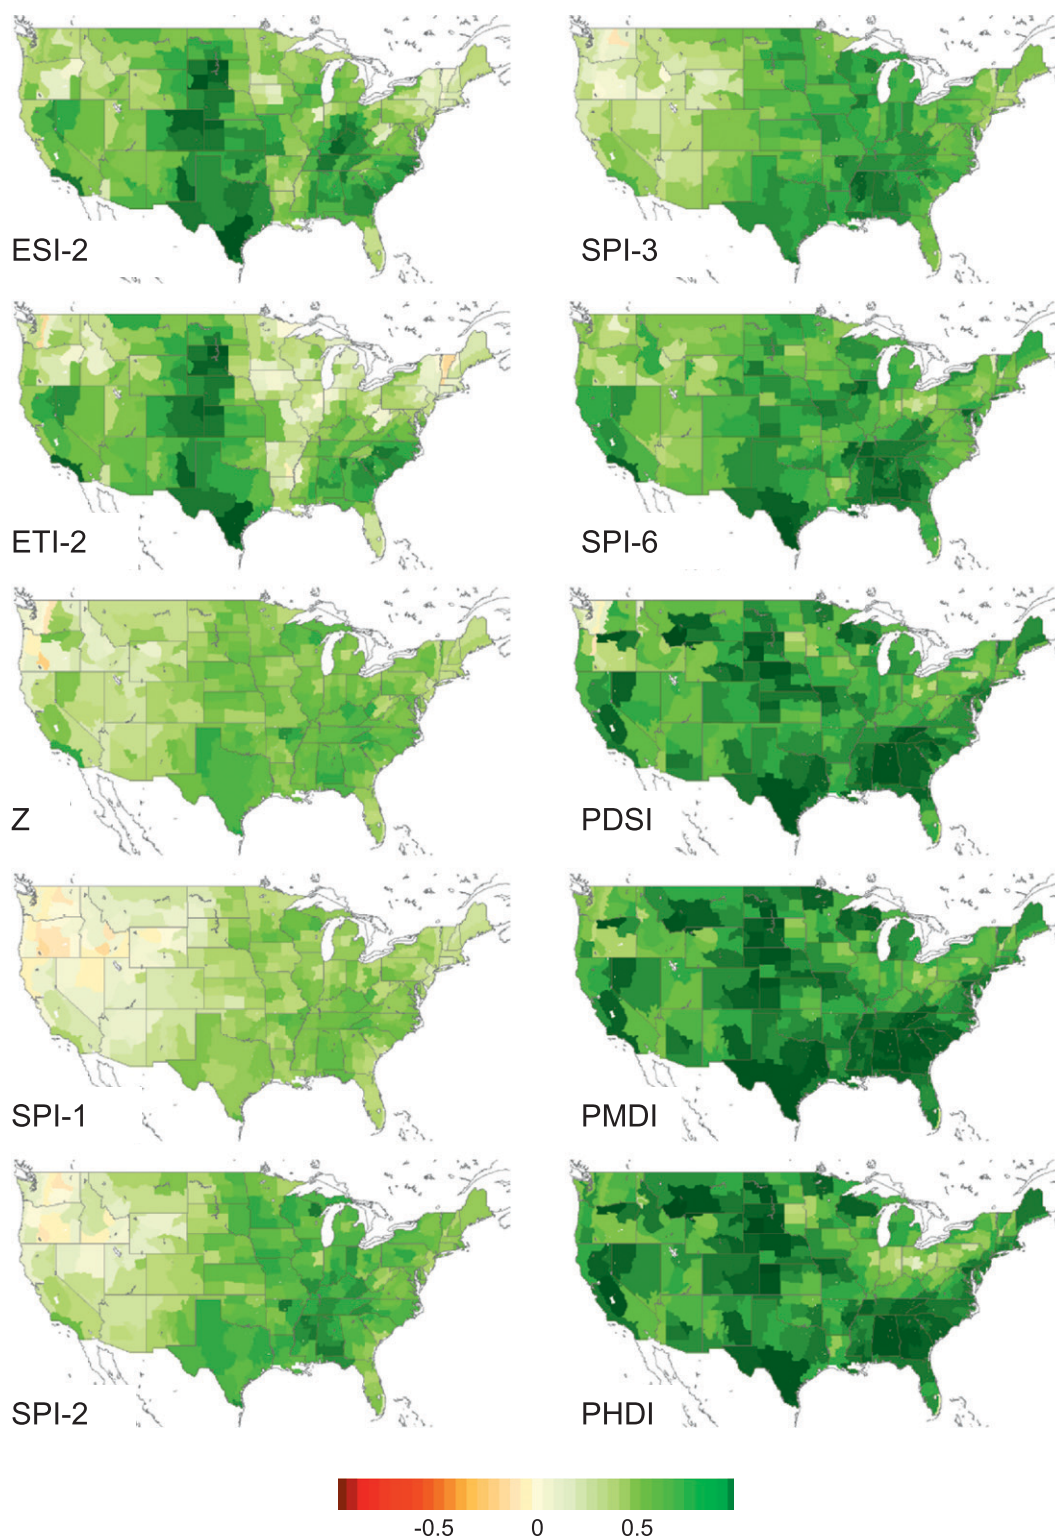 ESI-2
SPI-3
ETI-2
SPI-6
Z
PDSI
SPI-1
PMDI
SPI-2
PHDI
-0.5 0 0.5